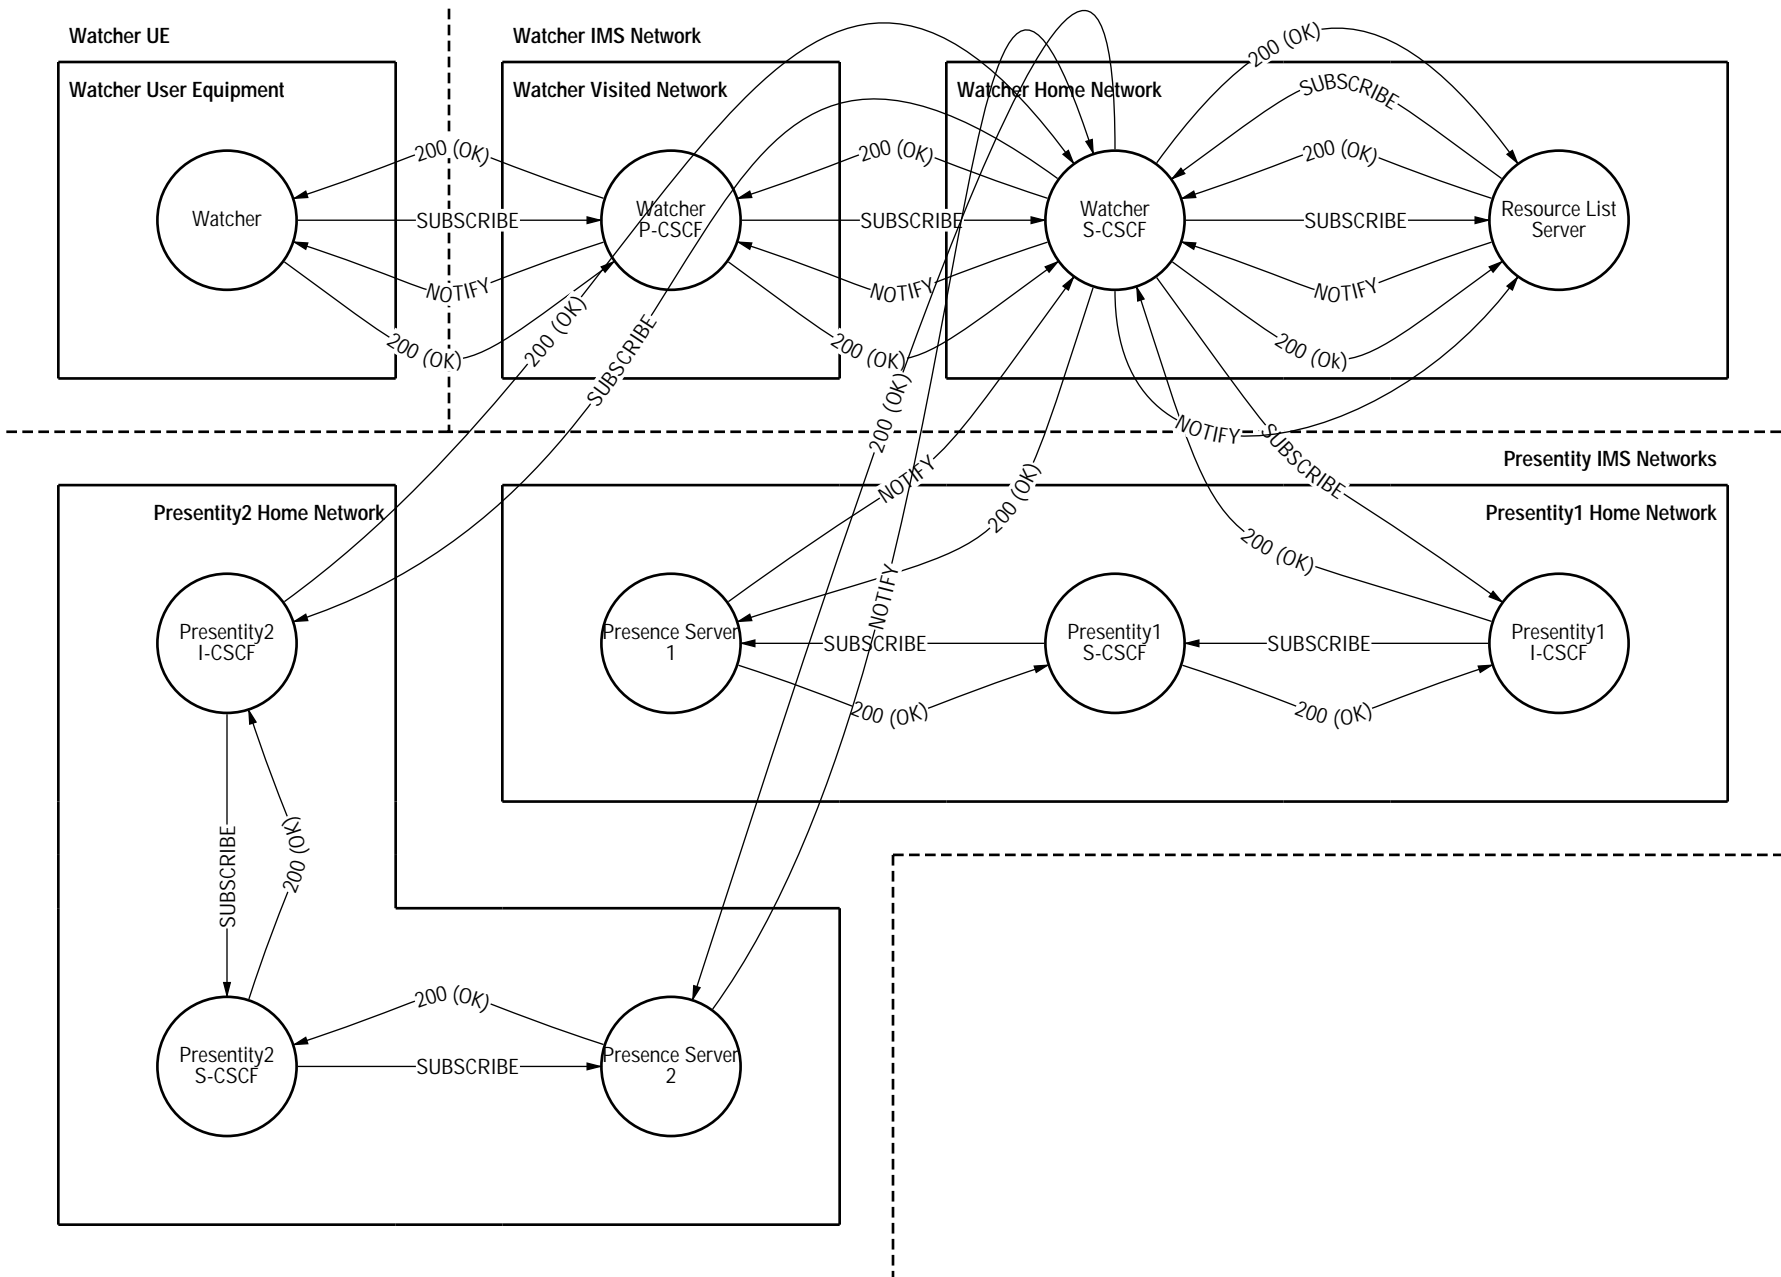 Watcher UE
Watcher IMS Network
Watcher User Equipment
Watcher Visited Network
Watcher Home Network
200 (OK)
SUBSCRIBE
200 (OK)
200 (OK)
200 (OK)
Watcher
SUBSCRIBE
Watcher
P-CSCF
SUBSCRIBE
Watcher
S-CSCF
SUBSCRIBE
Resource List
Server
NOTIFY
NOTIFY
NOTIFY
200 (OK)
200 (OK)
200 (OK)
200 (Ok)
SUBSCRIBE
200 (OK)
NOTIFY
SUBSCRIBE
Presentity IMS Networks
Presentity2 Home Network
NOTIFY
200 (OK)
Presentity1 Home Network
200 (OK)
NOTIFY
Presentity2
I-CSCF
Presence Server
1
SUBSCRIBE
Presentity1
S-CSCF
SUBSCRIBE
Presentity1
I-CSCF
200 (OK)
200 (OK)
SUBSCRIBE
200 (OK)
200 (OK)
Presentity2
S-CSCF
SUBSCRIBE
Presence Server
2